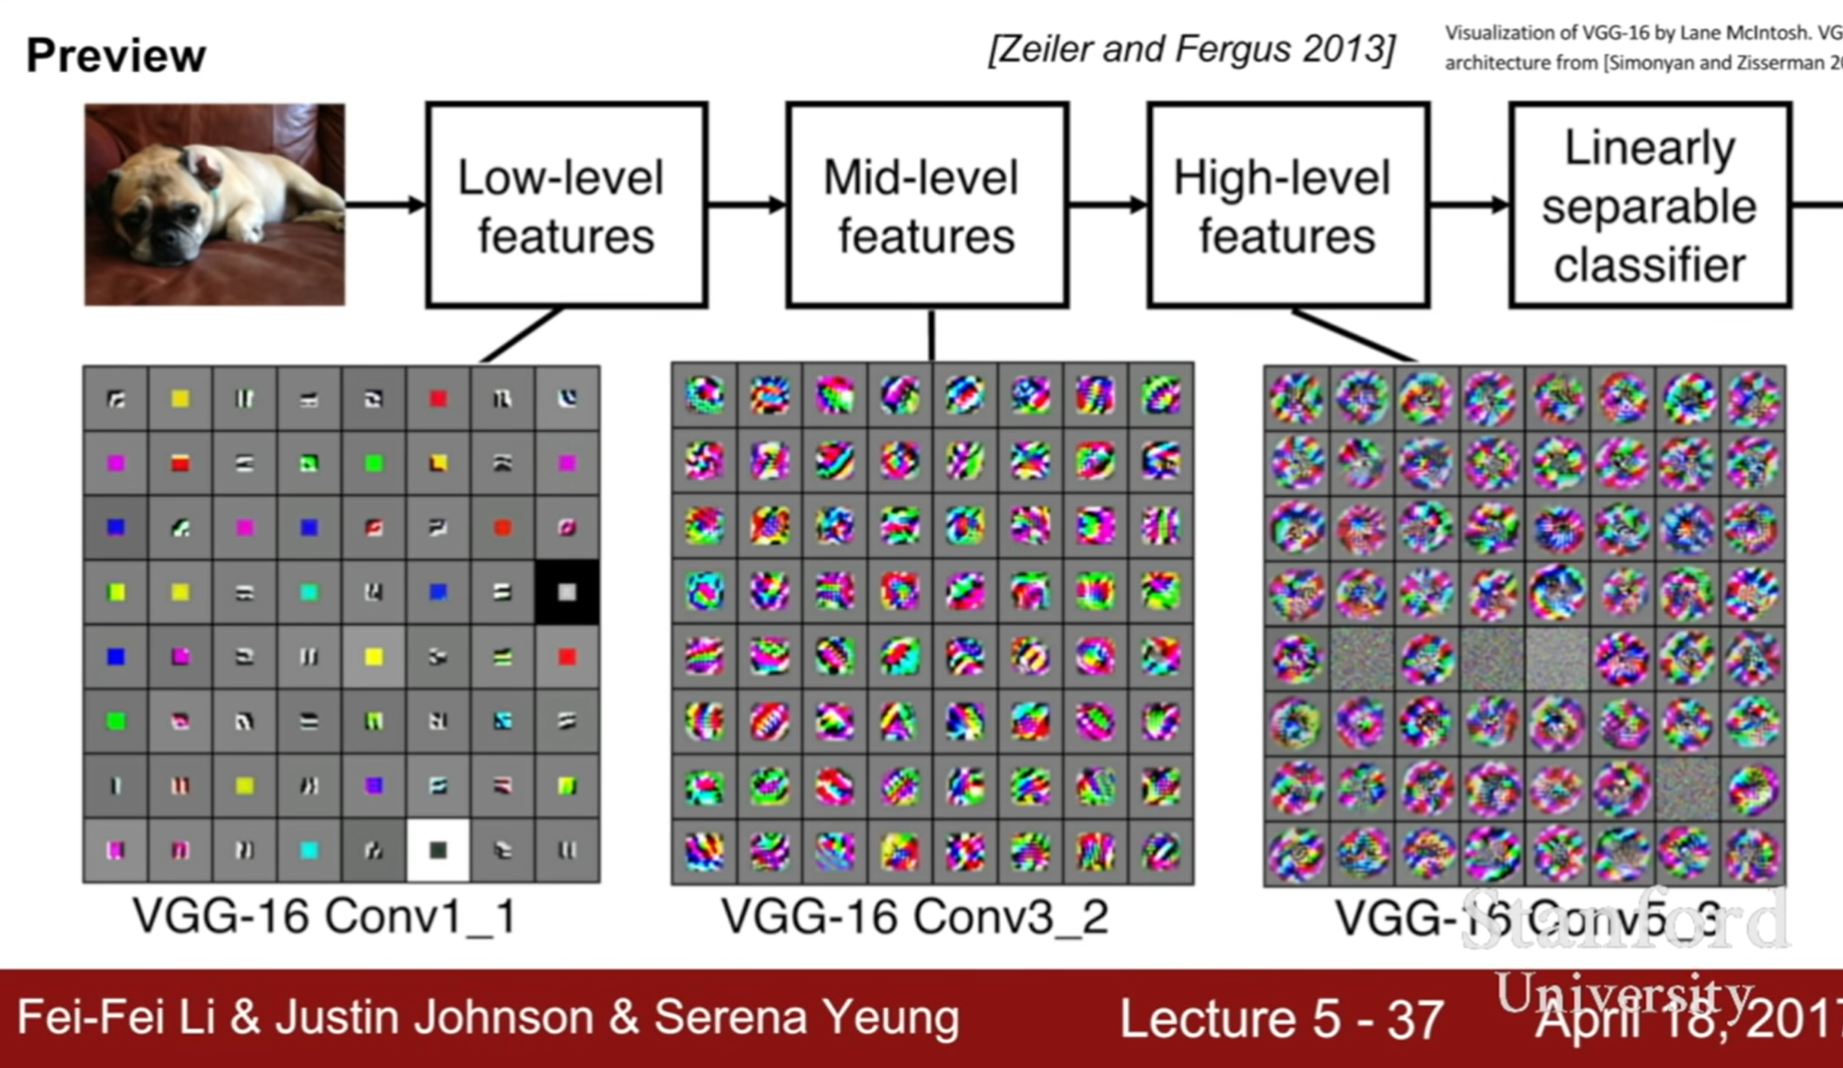 Preview
[Zeiler and Fergus 2013]
Visualization of VGG-16 by Lane McIntosh. VG
architecture from [Simonyan and Zisserman 20
Low-level
features
Mid-level
features
High-level
features
Linearly
separable
classifier
VGG-16 Conv1_1
VGG-16 Conv3_2
VGG-16 Conv5_3
Stanford
University
Fei-Fei Li & Justin Johnson & Serena Yeung
Lecture 5 - 37
April 18, 2017